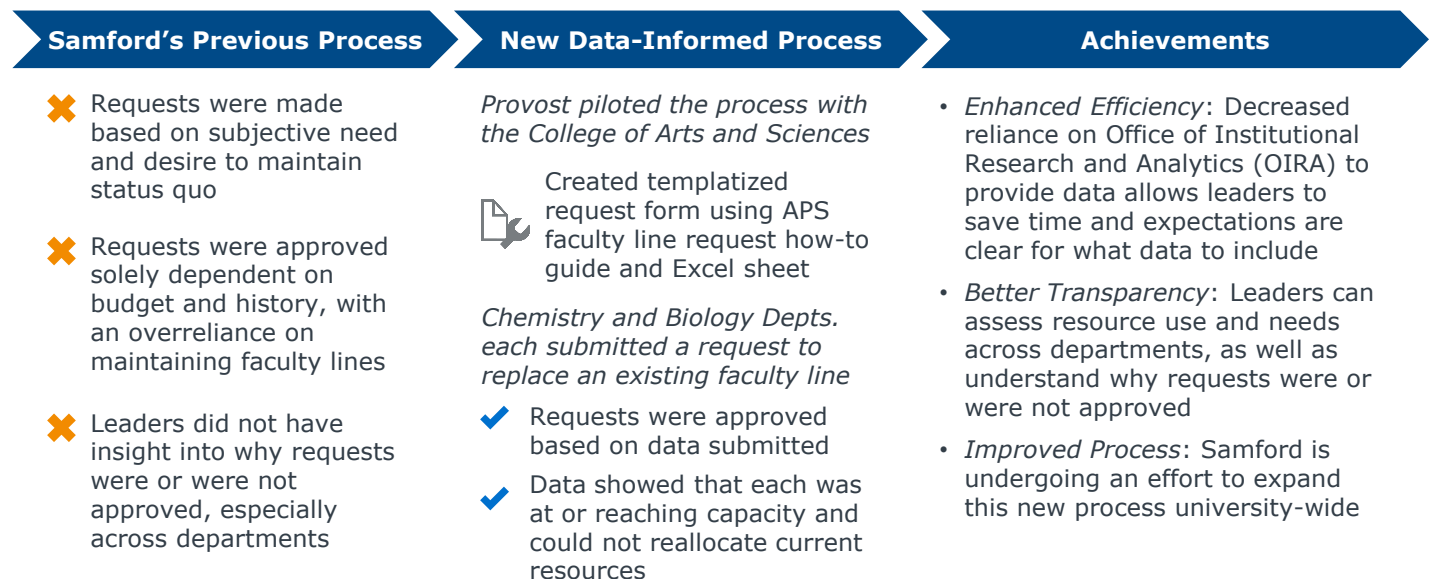 Samford’s Previous Process
Requests were made
based on subjective need
and desire to maintain
status quo
Requests were approved
solely dependent on
budget and history, with
an overreliance on
maintaining faculty lines
Leaders did not have
insight into why requests
were or were not
approved, especially
across departments
New Data-Informed Process
Provost piloted the process with
the College of Arts and Sciences
Created templatized
request form using APS
faculty line request how-to
guide and Excel sheet
Chemistry and Biology Depts.
each submitted a request to
replace an existing faculty line
Requests were approved
based on data submitted
Data showed that each was
at or reaching capacity and
could not reallocate current
resources
Achievements
• Enhanced Efficiency: Decreased
reliance on Office of Institutional
Research and Analytics (OIRA) to
provide data allows leaders to
save time and expectations are
clear for what data to include
• Better Transparency: Leaders can
assess resource use and needs
across departments, as well as
understand why requests were or
were not approved
• Improved Process: Samford is
undergoing an effort to expand
this new process university-wide